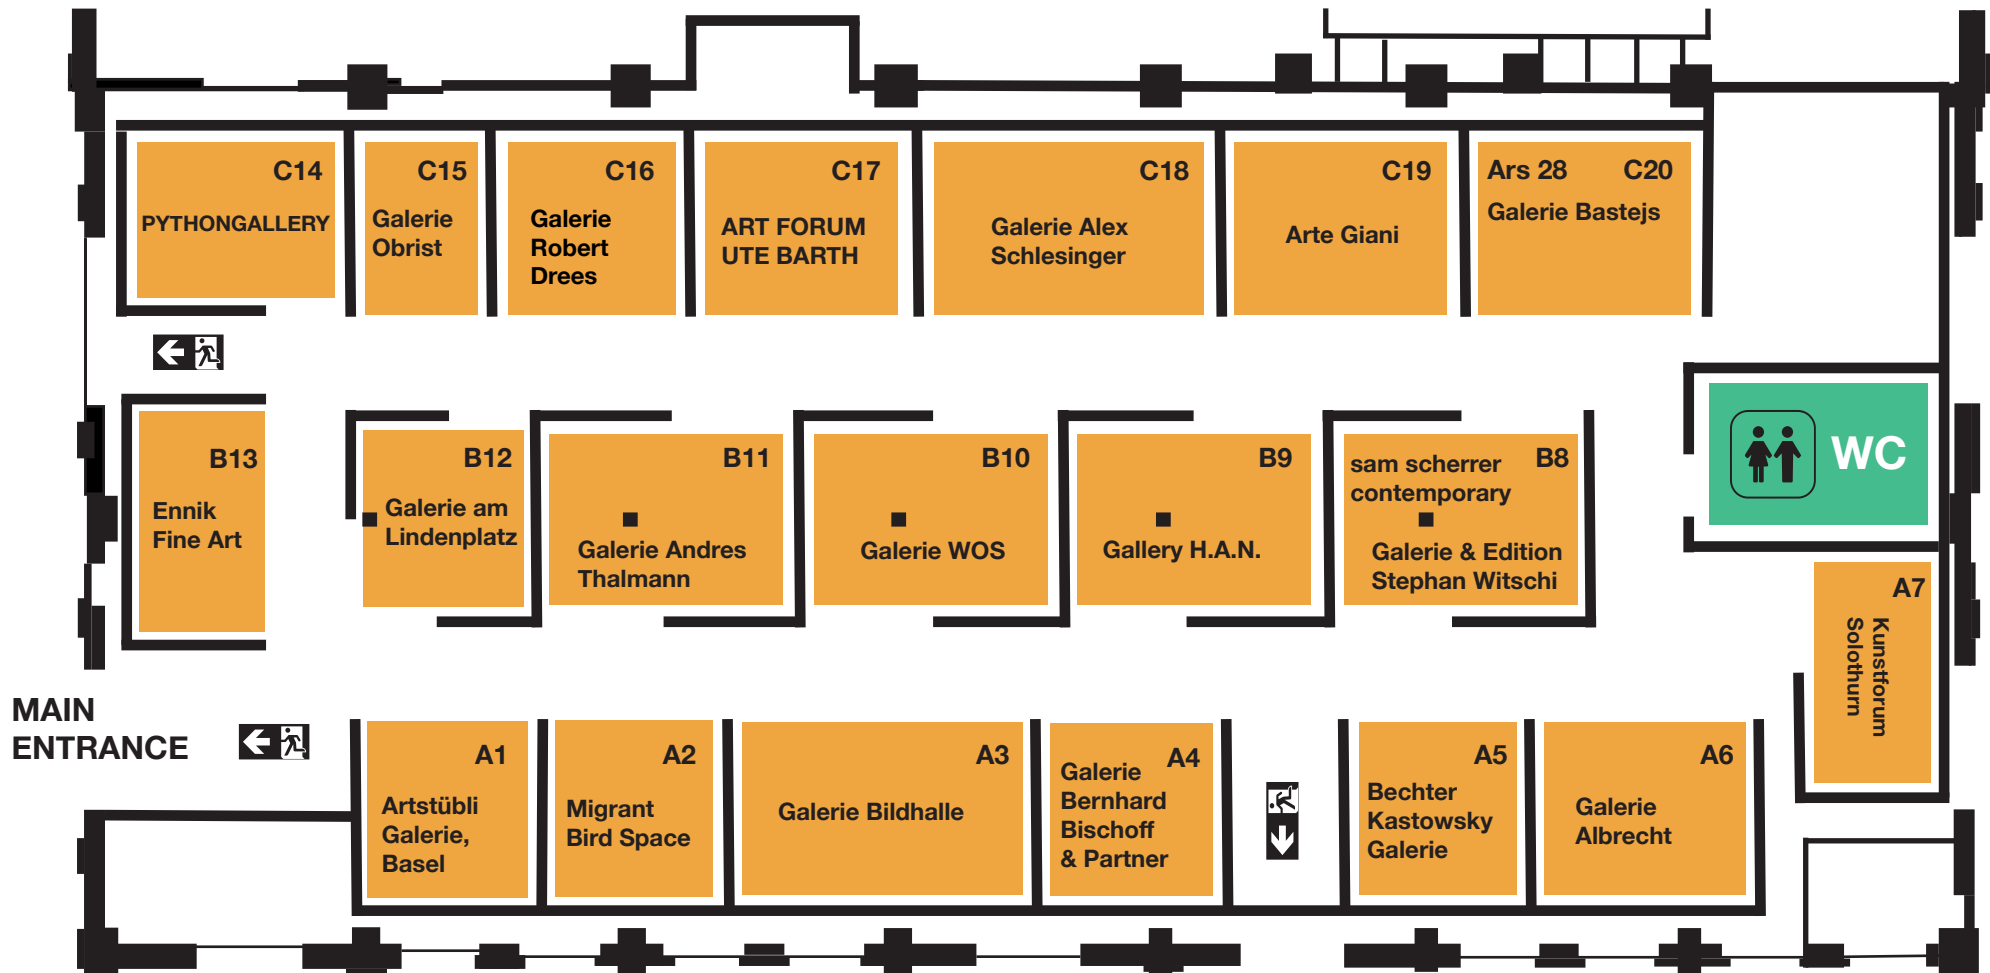 C14
PYTHONGALLERY
C15
Galerie
Obrist
C16
Galerie
Robert
Drees
C17
ART FORUM
UTE BARTH
C18
Galerie Alex
Schlesinger
C19
Arte Giani
Ars 28 C20
Galerie Bastejs
B13
Ennik
Fine Art
B12
Galerie am
Lindenplatz
B11
Galerie Andres
Thalmann
B10
Galerie WOS
B9
Gallery H.A.N.
B8
sam scherrer
contemporary
Galerie & Edition
Stephan Witschi
WC
A7
Kunstforum
Solothurn
MAIN
ENTRANCE
A1
Artstübli
Galerie,
Basel
A2
Migrant
Bird Space
A3
Galerie Bildhalle
A4
Galerie
Bernhard
Bischoff
& Partner
A5
Bechter
Kastowsky
Galerie
A6
Galerie
Albrecht